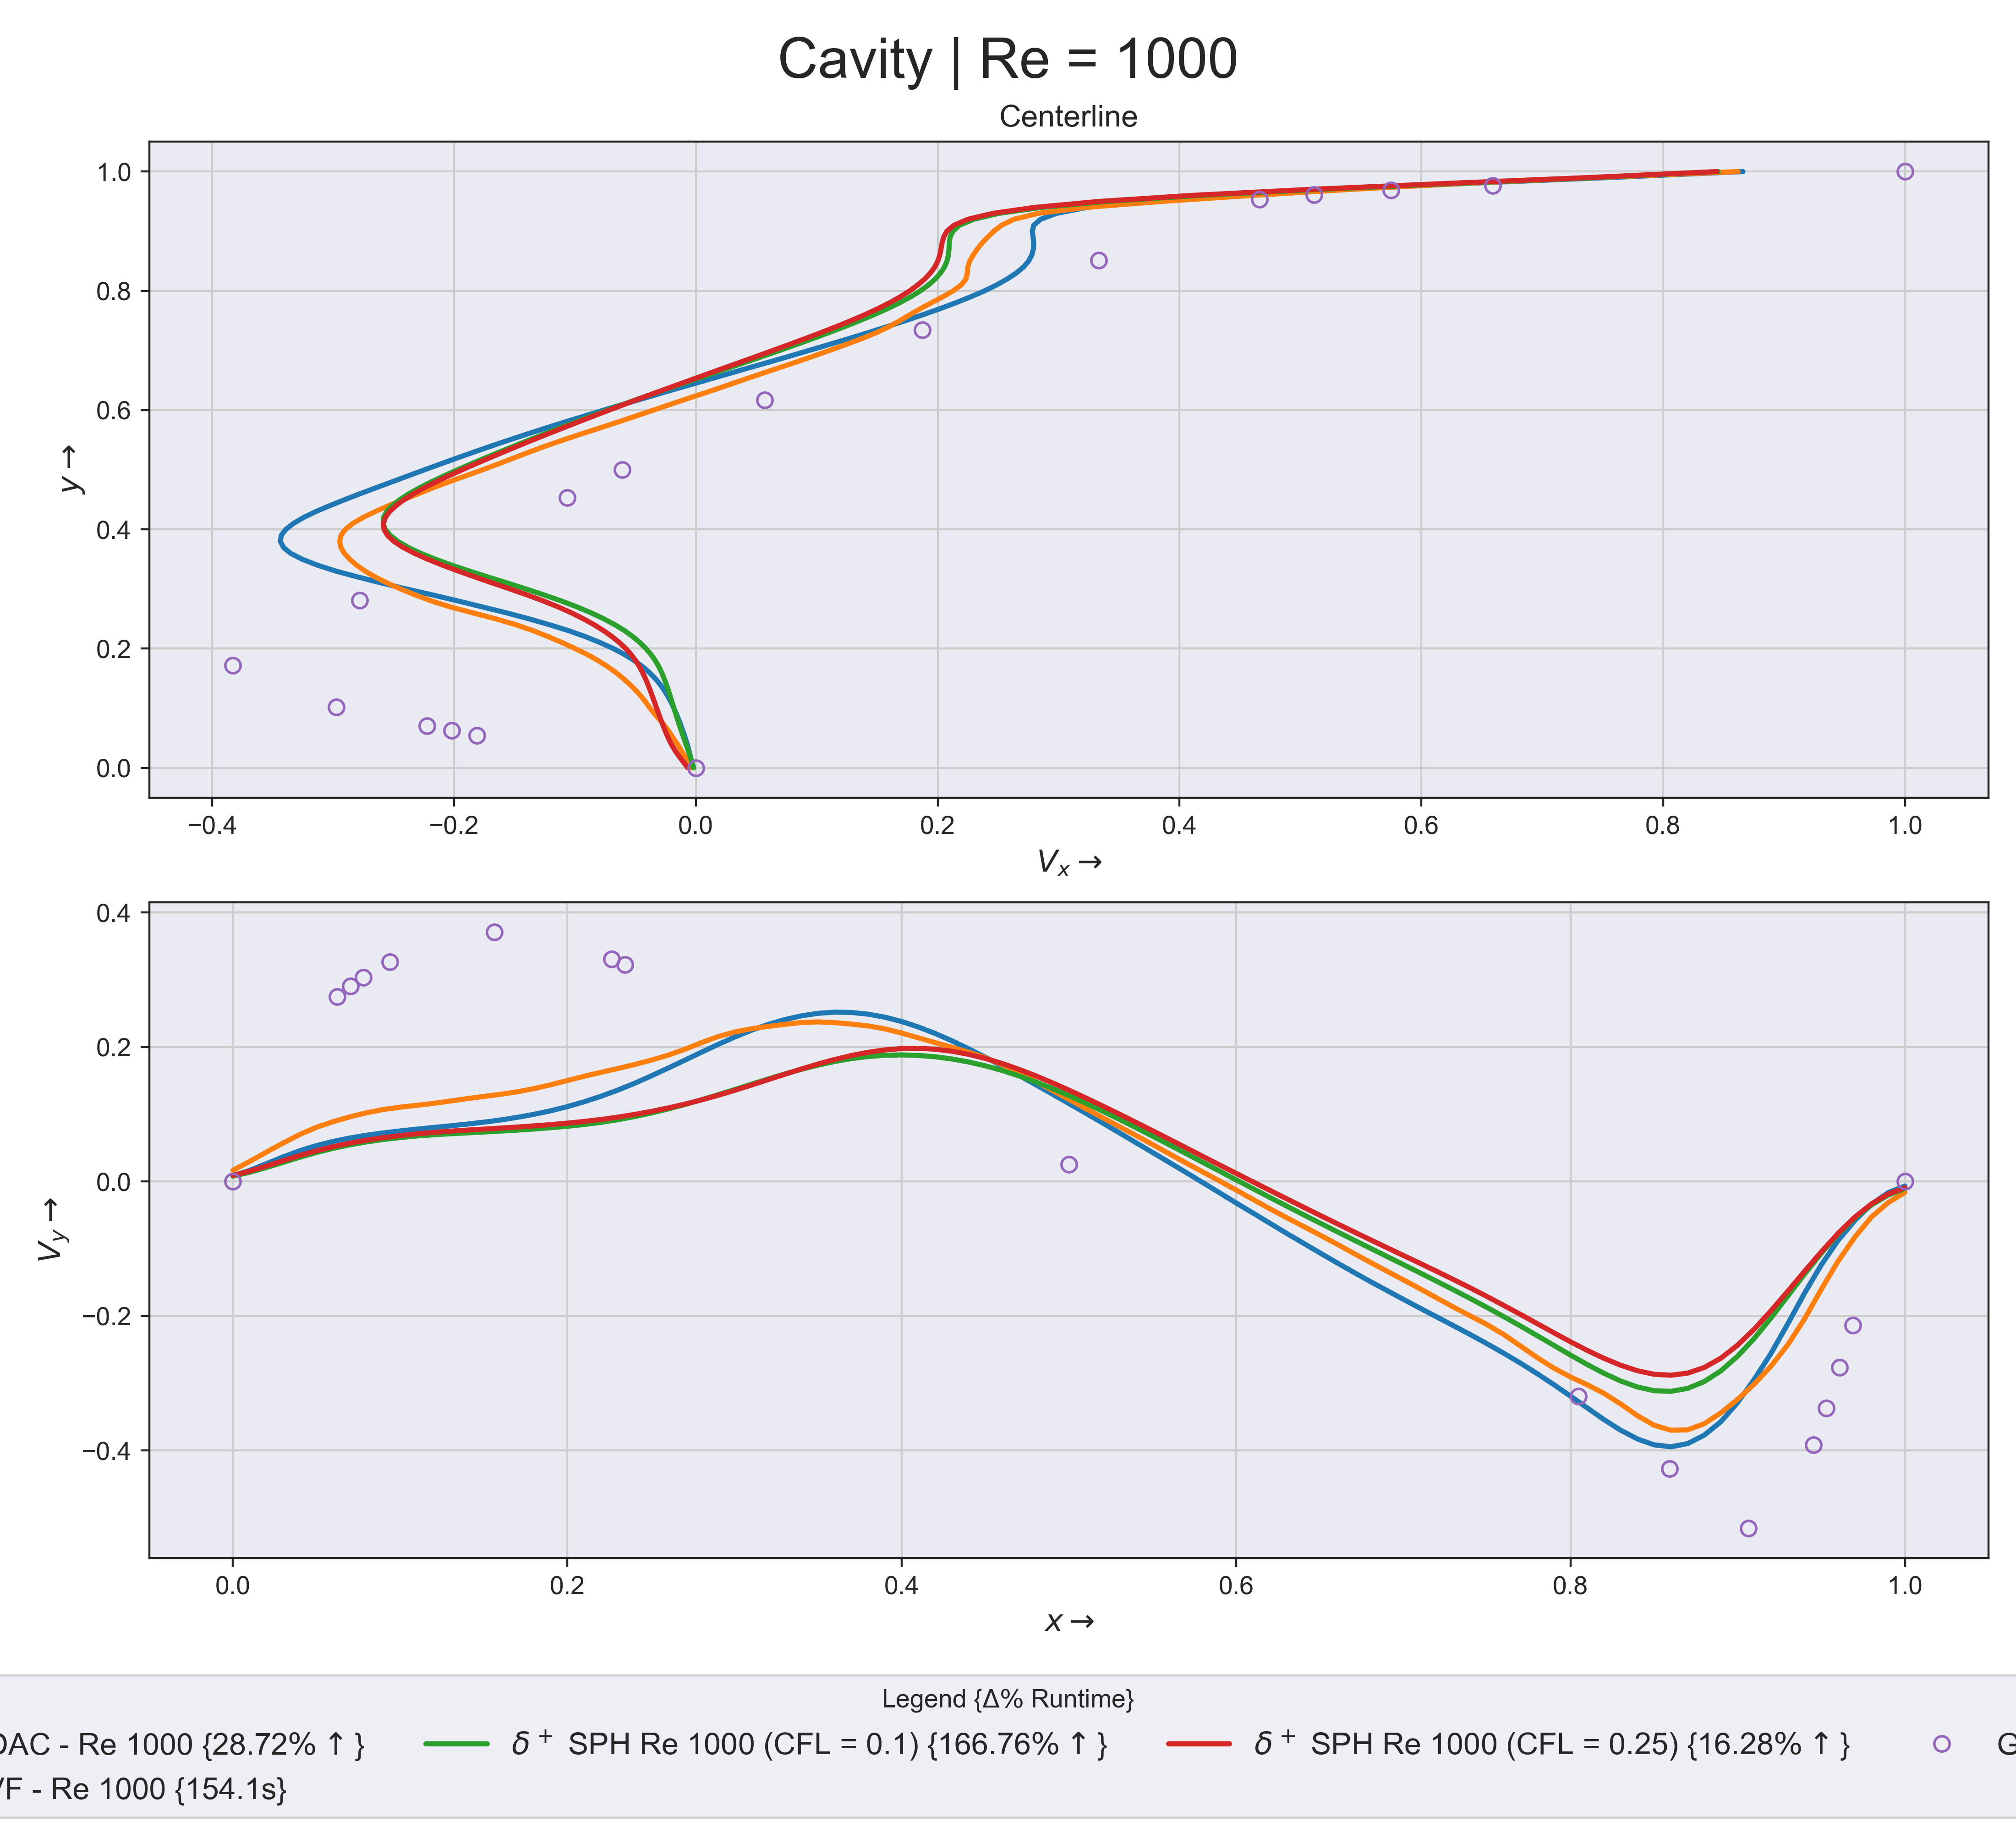 Cavity | Re = 1000
Centerline
1.0
0.8
0.6
0.4
0.2
0.0
y →
−0.4 −0.2 0.0 0.2 0.4 0.6 0.8 1.0
Vx →
0.4
0.2
0.0
−0.2
−0.4
Vy →
0.0 0.2 0.4 0.6 0.8 1.0
x →
Legend {Δ% Runtime}
- Re 1000 {28.72% ↑ } δ+ SPH Re 1000 (CFL = 0.1) {166.76% ↑ } δ+ SPH Re 1000 (CFL = 0.25) {16.28% ↑ }
- Re 1000 {154.1s}